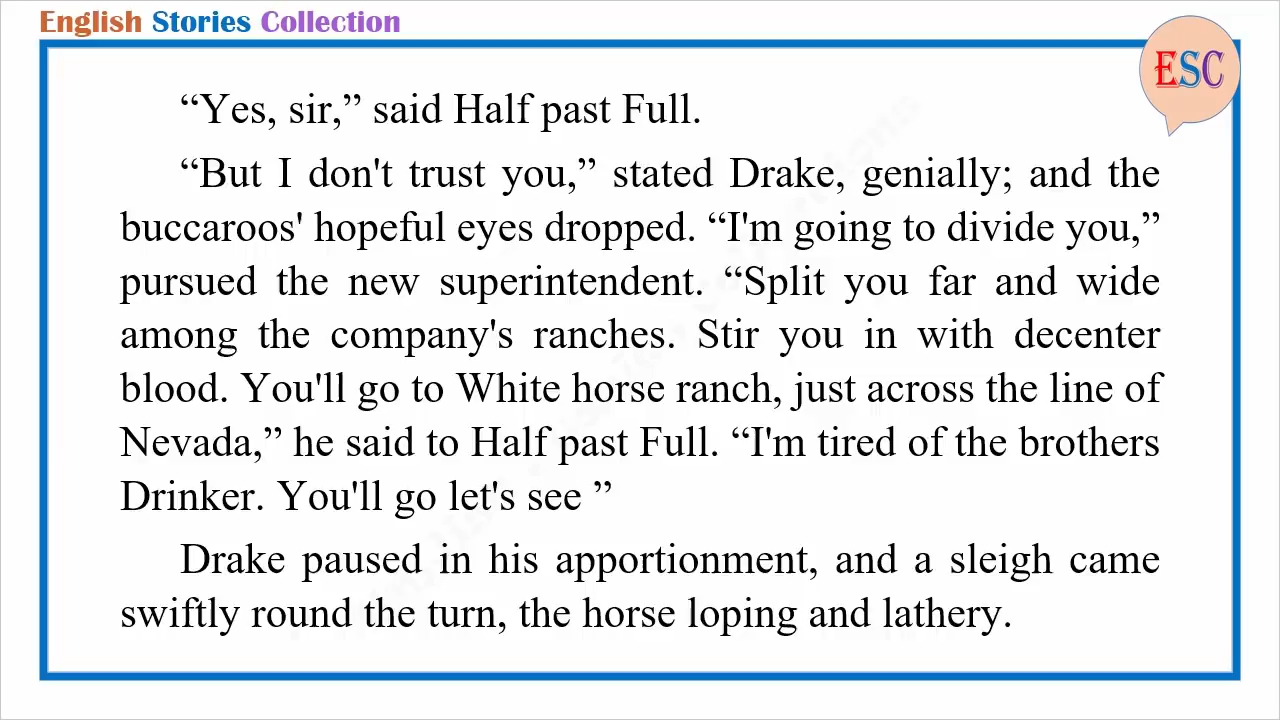 English Stories Collection
ESC
“Yes, sir,” said Half past Full.
“But I don't trust you,” stated Drake, genially; and the
buccaroos' hopeful eyes dropped. “I'm going to divide you,”
pursued the new superintendent. “Split you far and wide
among the company's ranches. Stir you in with decenter
blood. You'll go to White horse ranch, just across the line of
Nevada,” he said to Half past Full. “I'm tired of the brothers
Drinker. You'll go let's see ”
Drake paused in his apportionment, and a sleigh came
swiftly round the turn, the horse loping and lathery.